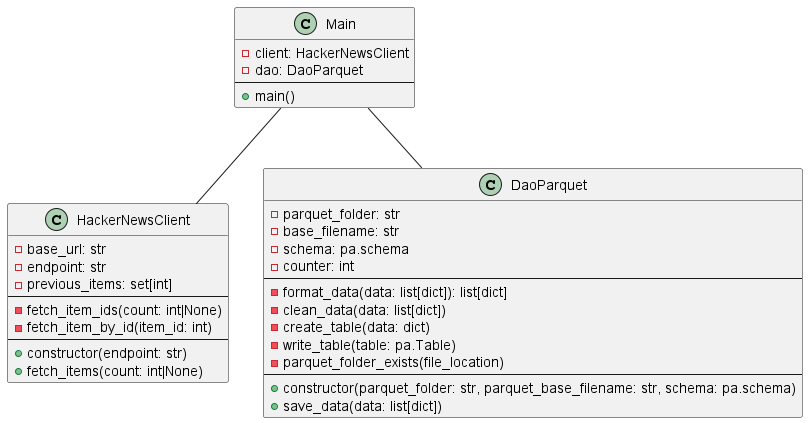 C Main
client: HackerNewsClient
dao: DaoParquet
main()
C HackerNewsClient
base_url: str
endpoint: str
previous_items: set[int]
fetch_item_ids(count: int|None)
fetch_item_by_id(item_id: int)
constructor(endpoint: str)
fetch_items(count: int|None)
C DaoParquet
parquet_folder: str
base_filename: str
schema: pa.schema
counter: int
format_data(data: list[dict]): list[dict]
clean_data(data: list[dict])
create_table(data: dict)
write_table(table: pa.Table)
parquet_folder_exists(file_location)
constructor(parquet_folder: str, parquet_base_filename: str, schema: pa.schema)
save_data(data: list[dict])